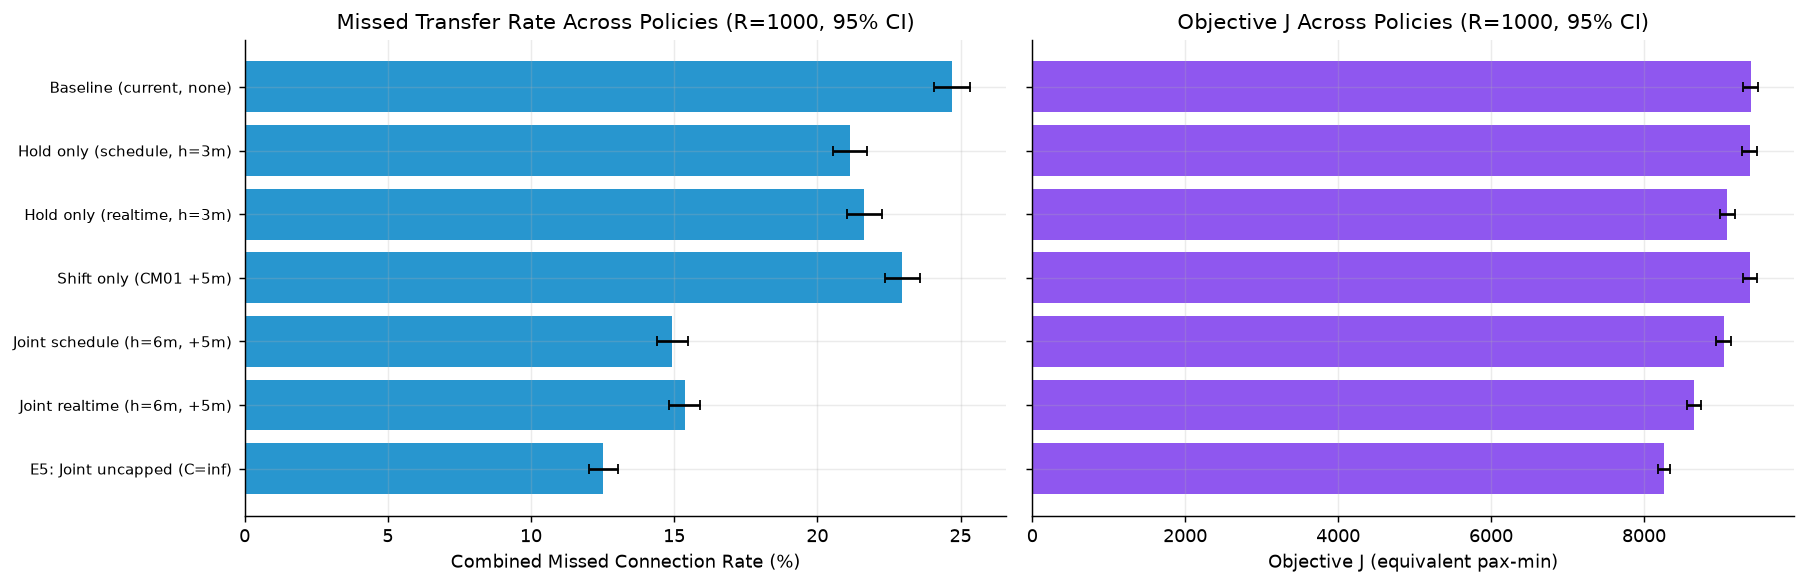 Missed Transfer Rate Across Policies (R=1000, 95% CI)
Baseline (current, none)
Hold only (schedule, h=3m)
Hold only (realtime, h=3m)
Shift only (CM01 +5m)
Joint schedule (h=6m, +5m)
Joint realtime (h=6m, +5m)
E5: Joint uncapped (C=inf)
0 5 10 15 20 25
Combined Missed Connection Rate (%)
Objective J Across Policies (R=1000, 95% CI)
0 2000 4000 6000 8000
Objective J (equivalent pax-min)